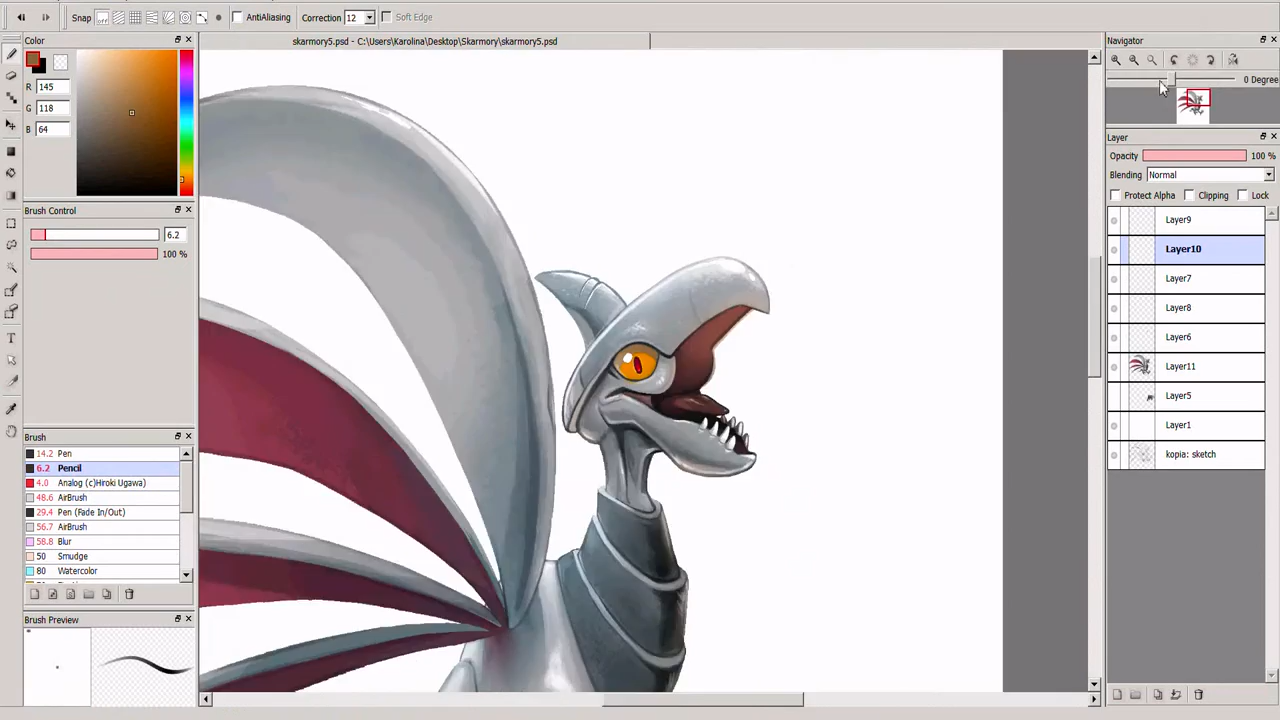 Snap
off
AntiAliasing
Correction 12
Soft Edge
Color
skarmory5.psd - C:\Users\Karolina\Desktop\Skarmory\skarmory5.psd
Navigator
R 145
G 118
B 64
0 Degree
Layer
Opacity 100 %
Blending Normal
Protect Alpha Clipping Lock
Brush Control
6.2
100 %
Layer9
Layer10
Layer7
Layer8
Layer6
Layer11
Layer5
Layer1
kopia: sketch
Brush
14.2 Pen
6.2 Pencil
4.0 Analog (c)Hiroki Ugawa)
48.6 AirBrush
29.4 Pen (Fade In/Out)
56.7 AirBrush
58.8 Blur
50 Smudge
80 Watercolor
Brush Preview
T